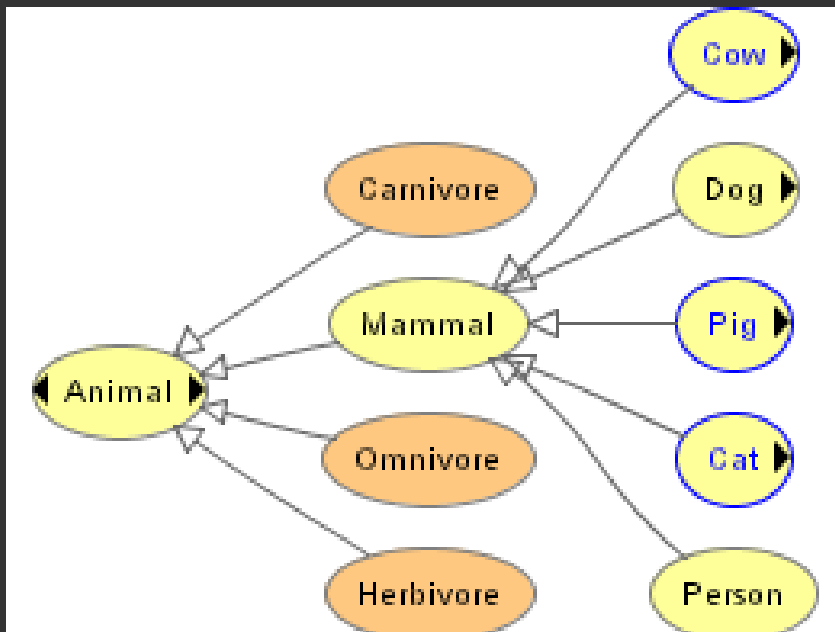 Cow
Carnivore
Dog
Mammal
Pig
Animal
Omnivore
Cat
Herbivore
Person